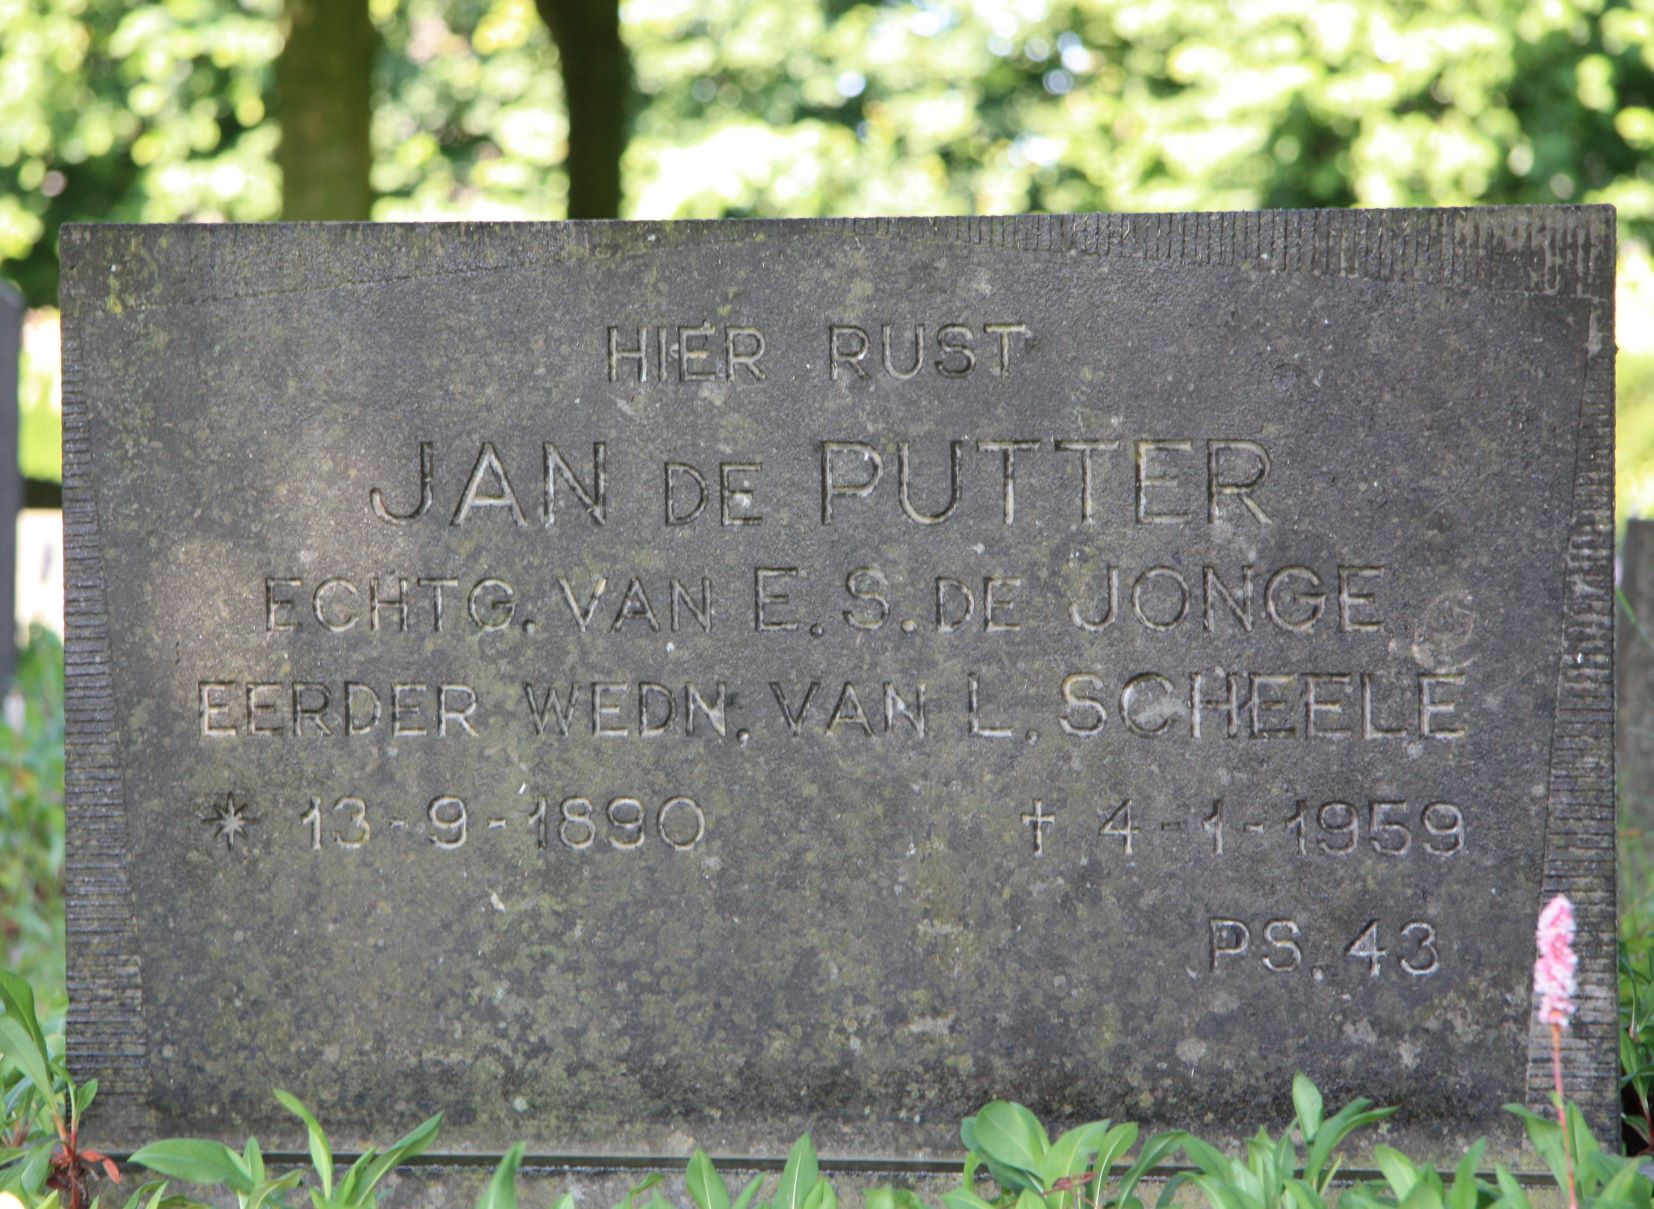 HIER RUST
JAN DE PUTTER
ECHTG. VAN E. S. DE JONGE
EERDER WEDN. VAN L. SCHEELE
* 13-9-1890 † 4-1-1959
PS. 43